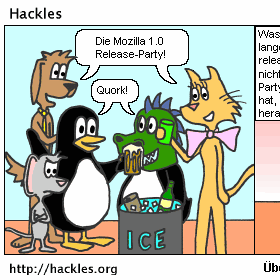 Hackles
Die Mozilla 1.0
Release-Party!
Quork!
Was
lange
relea
nicht
Party
hat,
hera
ICE
http://hackles.org
Übe